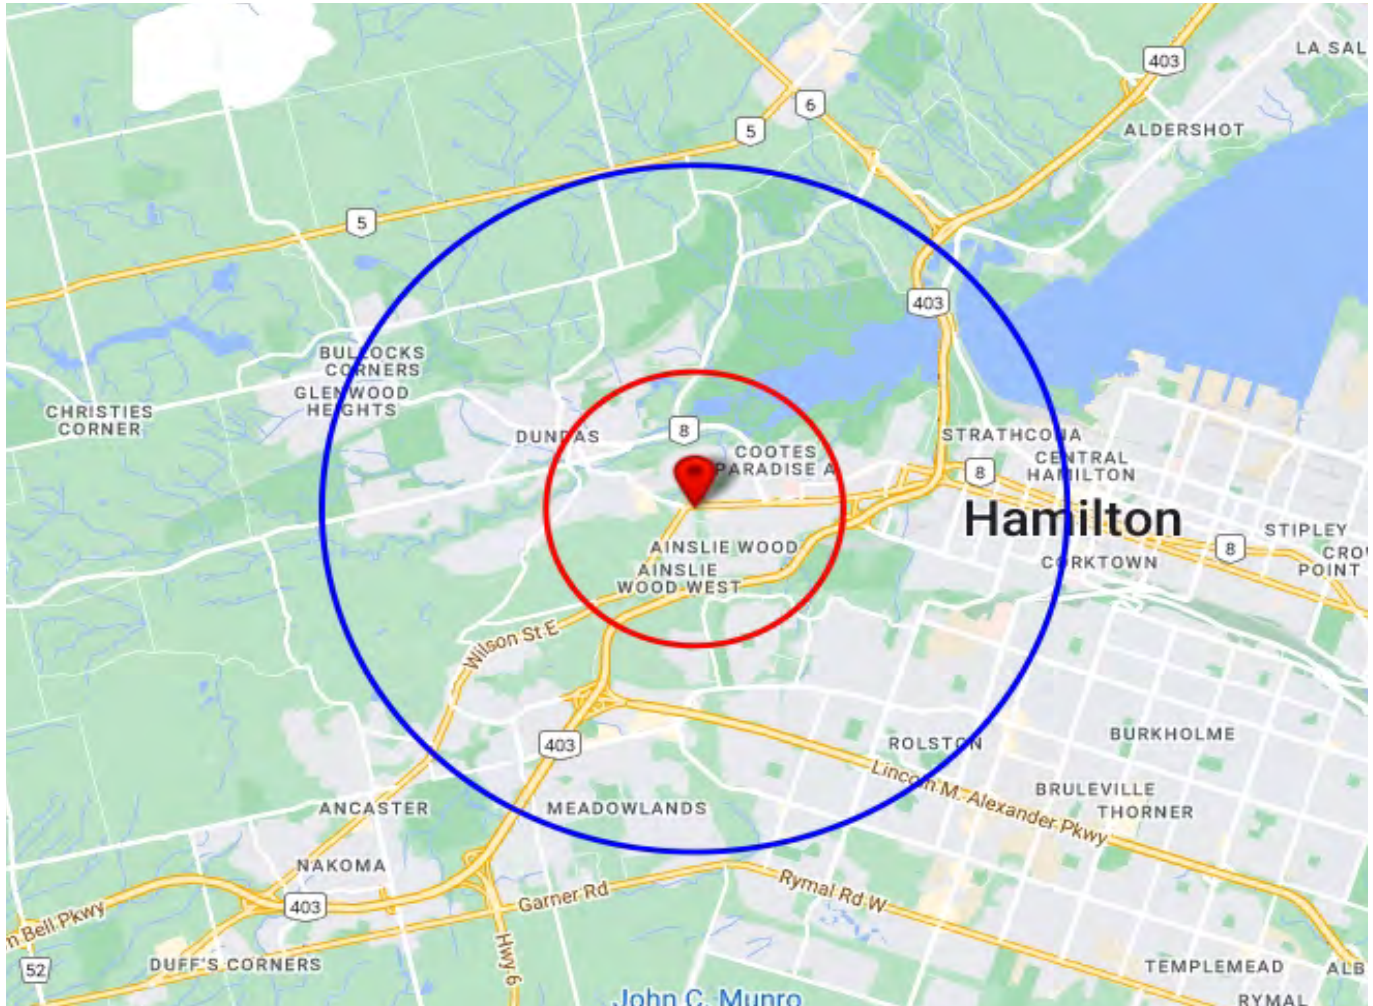 LA SAL
403
6
5
ALDERSHOT
5
403
BULLOCKS
CORNERS
GLENWOOD
HEIGHTS
CHRISTIES
CORNER
DUNDAS
8
COOTES
PARADISE A
STRATHCONA
CENTRAL
HAMILTON
8
Hamilton
STIPLEY
CRO
POINT
8
CORKTOWN
AINSLIE WOOD
AINSLIE
WOOD WEST
Wilson St E
403
ROLSTON
BURKHOLME
Lincoln M. Alexander Pkwy
BRULEVILLE
THORNER
ANCASTER
MEADOWLANDS
NAKOMA
403
Garner Rd
Rymal Rd W
m Bell Pkwy
Hwy 6
52
DUFF'S CORNERS
TEMPLEMEAD
ALB
John C. Munro
RYMAL